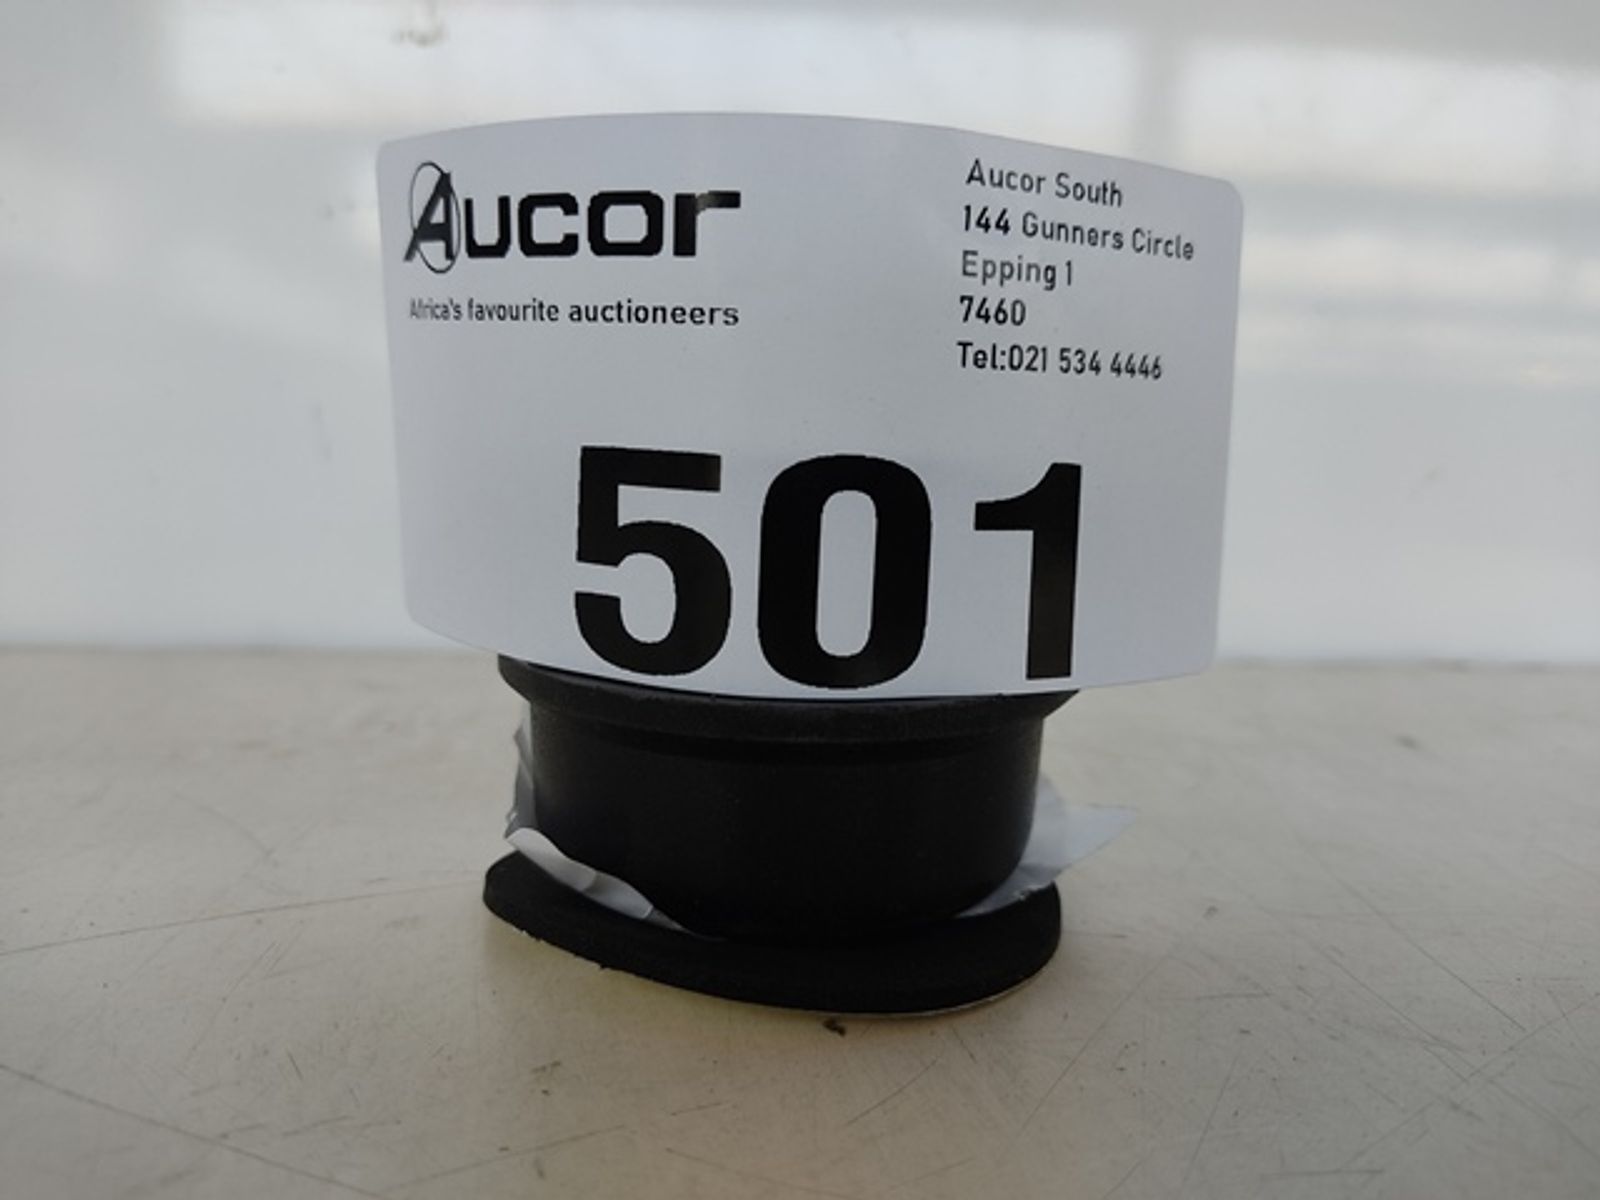 Aucor
Africa's favourite auctioneers
Aucor South
144 Gunners Circle
Epping 1
7460
Tel:021 534 4446
501